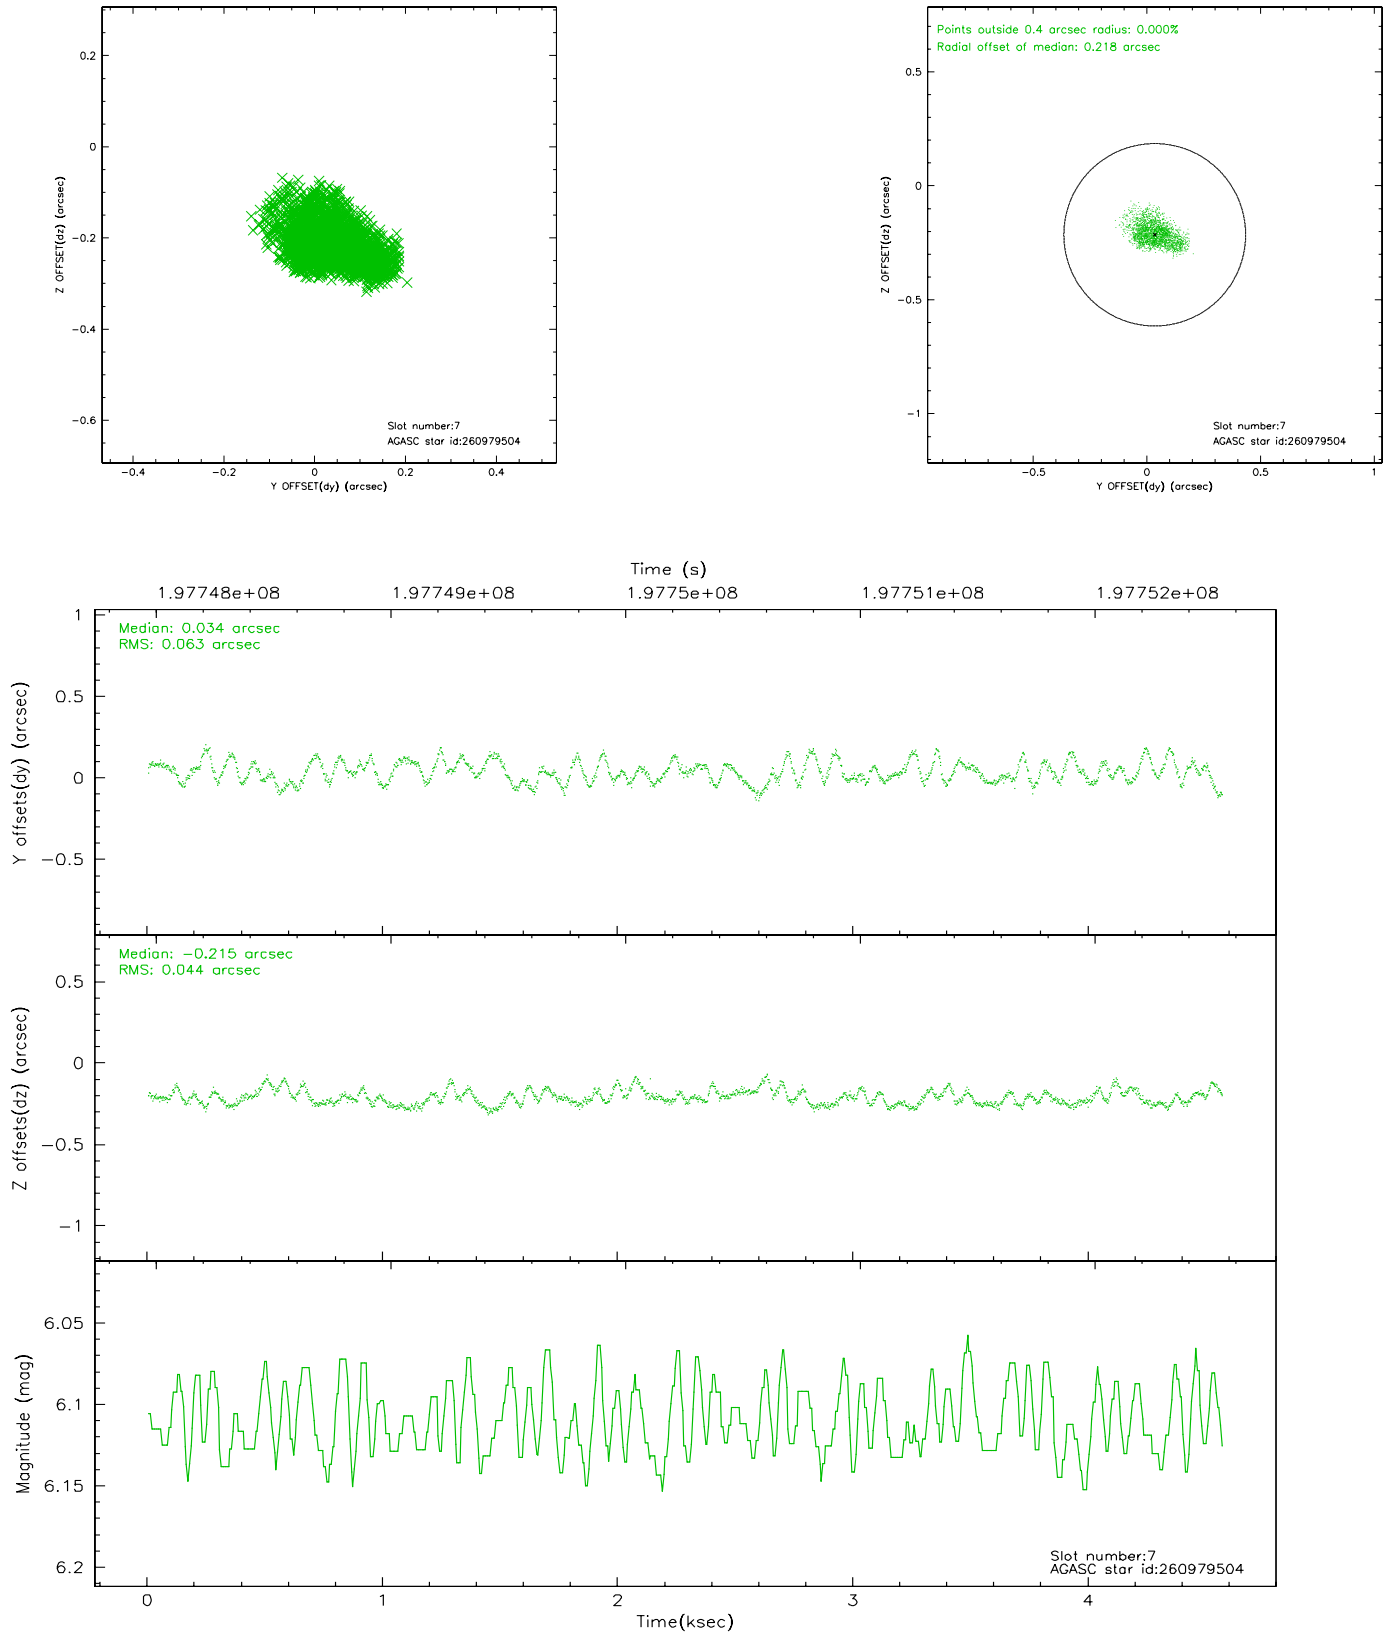 0.2
0
−0.2
−0.4
−0.6
Z OFFSET(dz) (arcsec)
Slot number:7
AGASC star id:260979504
−0.4 −0.2 0 0.2 0.4
Y OFFSET(dy) (arcsec)
Points outside 0.4 arcsec radius: 0.000%
Radial offset of median: 0.218 arcsec
0.5
0
−0.5
−1
Z OFFSET(dz) (arcsec)
Slot number:7
AGASC star id:260979504
−0.5 0 0.5 1
Y OFFSET(dy) (arcsec)
Time (s)
1.97748e+08 1.97749e+08 1.9775e+08 1.97751e+08 1.97752e+08
Median: 0.034 arcsec
RMS: 0.063 arcsec
1
0.5
0
−0.5
Y offsets(dy) (arcsec)
Median: −0.215 arcsec
RMS: 0.044 arcsec
0.5
0
−0.5
−1
Z offsets(dz) (arcsec)
6.05
6.1
6.15
6.2
Magnitude (mag)
Slot number:7
AGASC star id:260979504
0 1 2 3 4
Time(ksec)